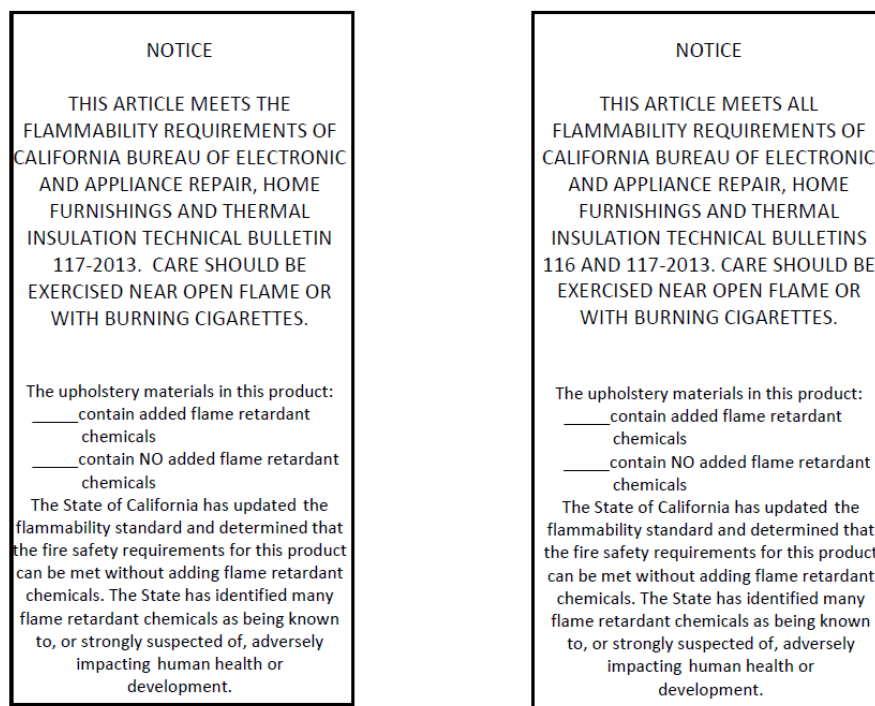 NOTICE
THIS ARTICLE MEETS THE
FLAMMABILITY REQUIREMENTS OF
CALIFORNIA BUREAU OF ELECTRONIC
AND APPLIANCE REPAIR, HOME
FURNISHINGS AND THERMAL
INSULATION TECHNICAL BULLETIN
117-2013.  CARE SHOULD BE
EXERCISED NEAR OPEN FLAME OR
WITH BURNING CIGARETTES.
The upholstery materials in this product:
_____contain added flame retardant
chemicals
_____contain NO added flame retardant
chemicals
The State of California has updated the
flammability standard and determined that
the fire safety requirements for this product
can be met without adding flame retardant
chemicals. The State has identified many
flame retardant chemicals as being known
to, or strongly suspected of, adversely
impacting human health or
development.
NOTICE
THIS ARTICLE MEETS ALL
FLAMMABILITY REQUIREMENTS OF
CALIFORNIA BUREAU OF ELECTRONIC
AND APPLIANCE REPAIR, HOME
FURNISHINGS AND THERMAL
INSULATION TECHNICAL BULLETINS
116 AND 117-2013. CARE SHOULD BE
EXERCISED NEAR OPEN FLAME OR
WITH BURNING CIGARETTES.
The upholstery materials in this product:
_____contain added flame retardant
chemicals
_____contain NO added flame retardant
chemicals
The State of California has updated the
flammability standard and determined that
the fire safety requirements for this product
can be met without adding flame retardant
chemicals. The State has identified many
flame retardant chemicals as being known
to, or strongly suspected of, adversely
impacting human health or
development.